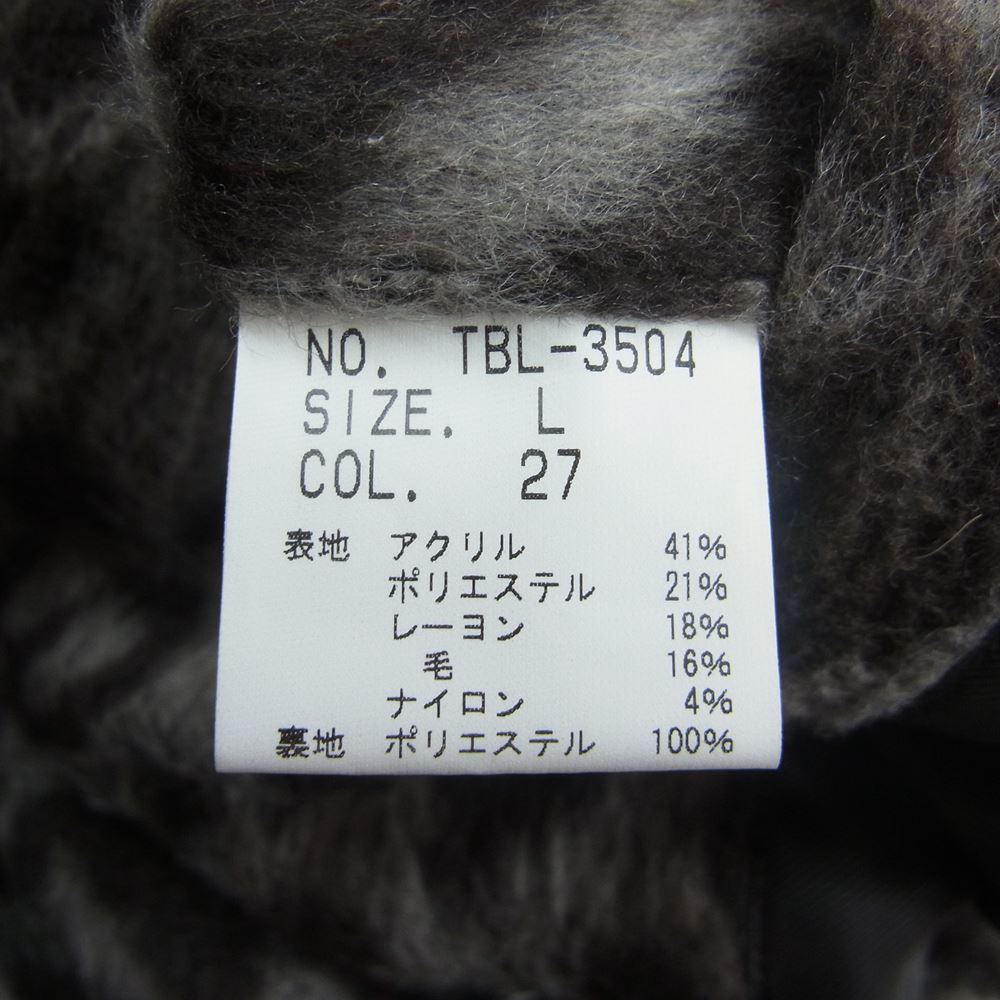 NO. TBL-3504
SIZE. L
COL. 27
表地 アクリル 41%
ポリエステル 21%
レーヨン 18%
毛 16%
ナイロン 4%
裏地 ポリエステル 100%